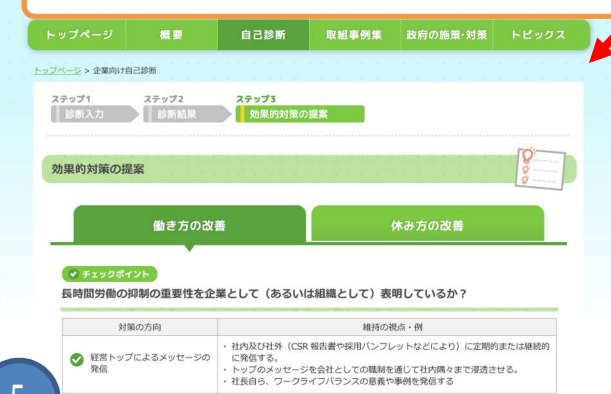 トップページ 概要 自己診断 取組事例集 政府の施策・対策 トピックス
トップページ > 企業向け自己診断
ステップ1 ステップ2 ステップ3
診断入力 診断結果 効果的対策の提案
効果的対策の提案
働き方の改善 休み方の改善
チェックポイント
長時間労働の抑制の重要性を企業として（あるいは組織として）表明しているか？
対策の方向 維持の視点・例
経営トップによるメッセージの
発信
・ 社内及び社外（CSR 報告書や採用パンフレットなどにより）に定期的または継続的
に発信する。
・ トップのメッセージを会社としての職制を通じて社内隅々まで浸透させる。
・ 社長自ら、ワークライフバランスの意義や事例を発信する
5